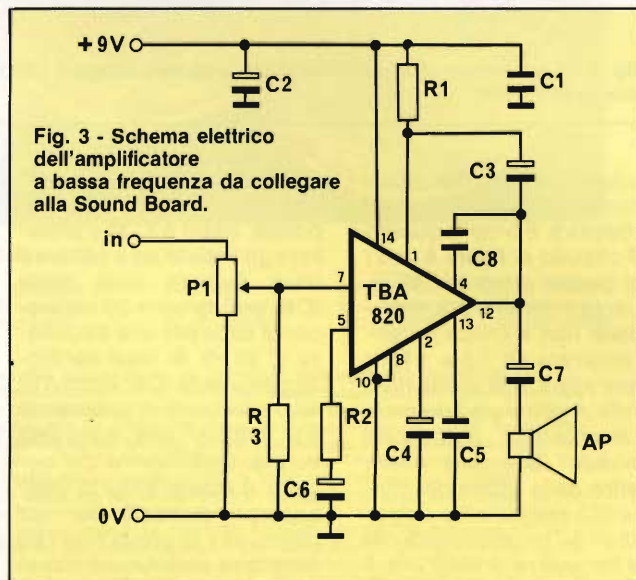 +9V
C2
R1
C1
Fig. 3 - Schema elettrico
dell'amplificatore
a bassa frequenza da collegare
alla Sound Board.
C3
in
14
1
C8
P1
7
TBA
820
4
12
5
13
2
8
10
C7
R
3
R2
C4
C5
AP
C6
0V